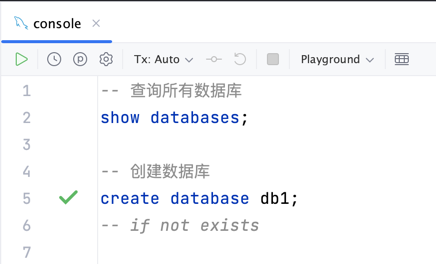 console
Tx: Auto
Playground
1 -- 查询所有数据库
2 show databases;
3
4 -- 创建数据库
5 create database db1;
6 -- if not exists
7